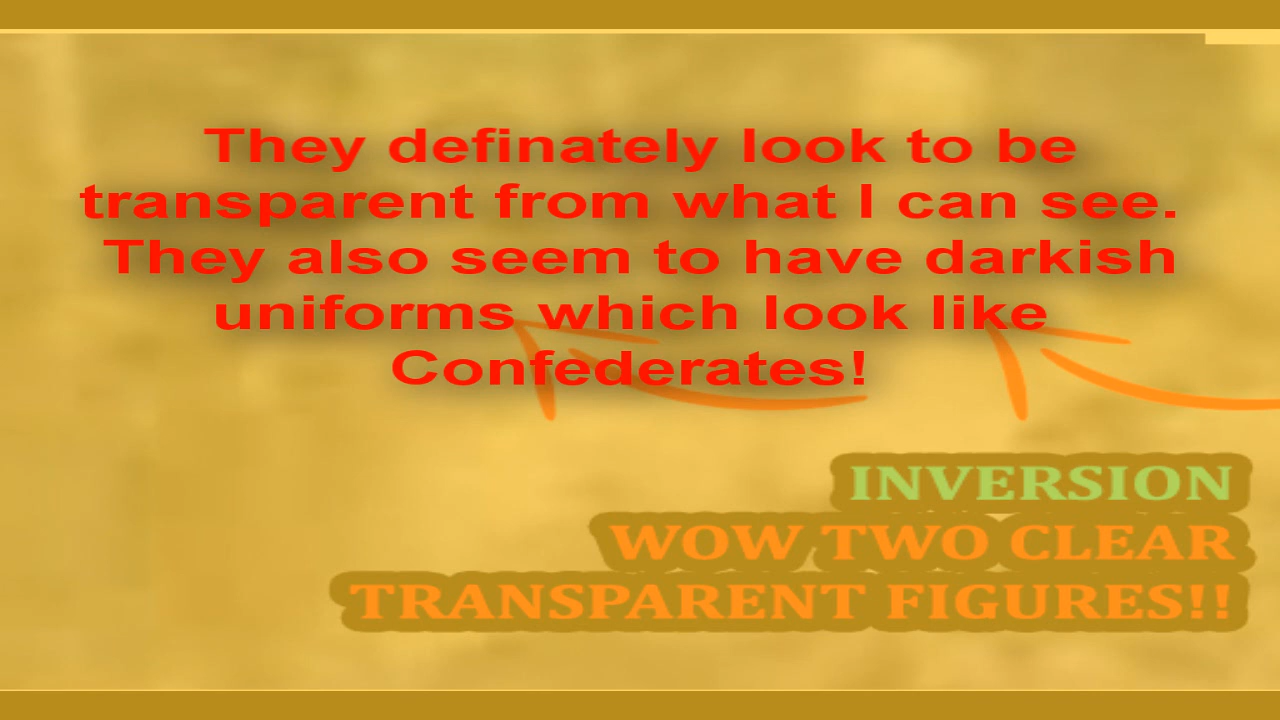 They definately look to be
transparent from what I can see.
They also seem to have darkish
uniforms which look like
Confederates!
INVERSION
WOW TWO CLEAR
TRANSPARENT FIGURES!!